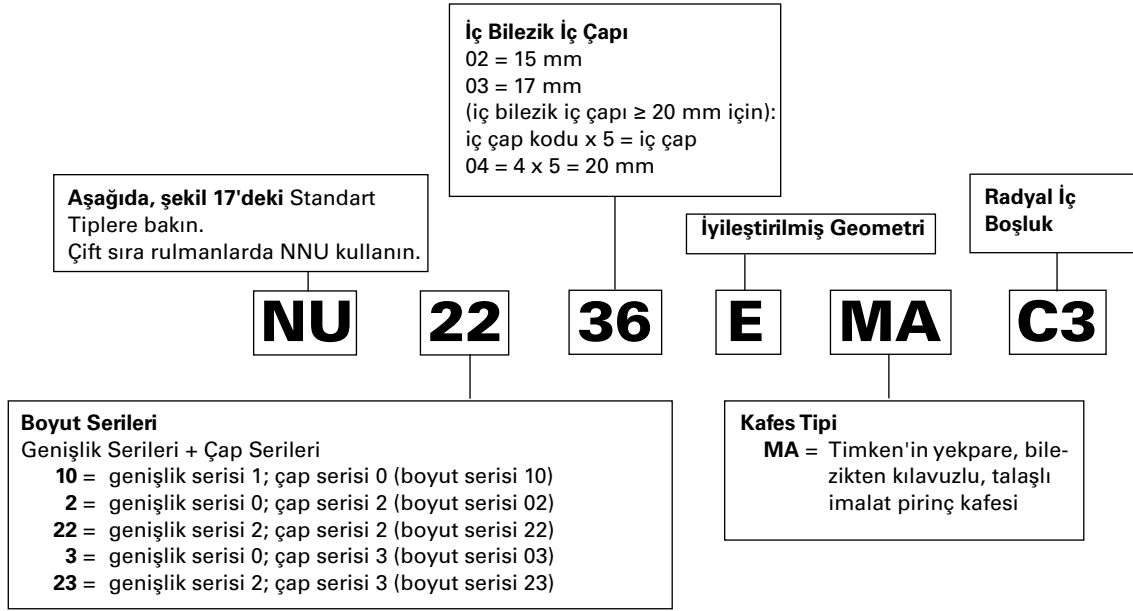 İç Bilezik İç Çapı
02 = 15 mm
03 = 17 mm
(iç bilezik iç çapı ≥ 20 mm için):
iç çap kodu x 5 = iç çap
04 = 4 x 5 = 20 mm
Aşağıda, şekil 17'deki Standart
Tiplere bakın.
Çift sıra rulmanlarda NNU kullanın.
İyileştirilmiş Geometri
Radyal İç
Boşluk
NU 22 36 E MA C3
Boyut Serileri
Genişlik Serileri + Çap Serileri
10 = genişlik serisi 1; çap serisi 0 (boyut serisi 10)
2 = genişlik serisi 0; çap serisi 2 (boyut serisi 02)
22 = genişlik serisi 2; çap serisi 2 (boyut serisi 22)
3 = genişlik serisi 0; çap serisi 3 (boyut serisi 03)
23 = genişlik serisi 2; çap serisi 3 (boyut serisi 23)
Kafes Tipi
MA = Timken'in yekpare, bile-
zikten kılavuzlu, talaşlı
imalat pirinç kafesi